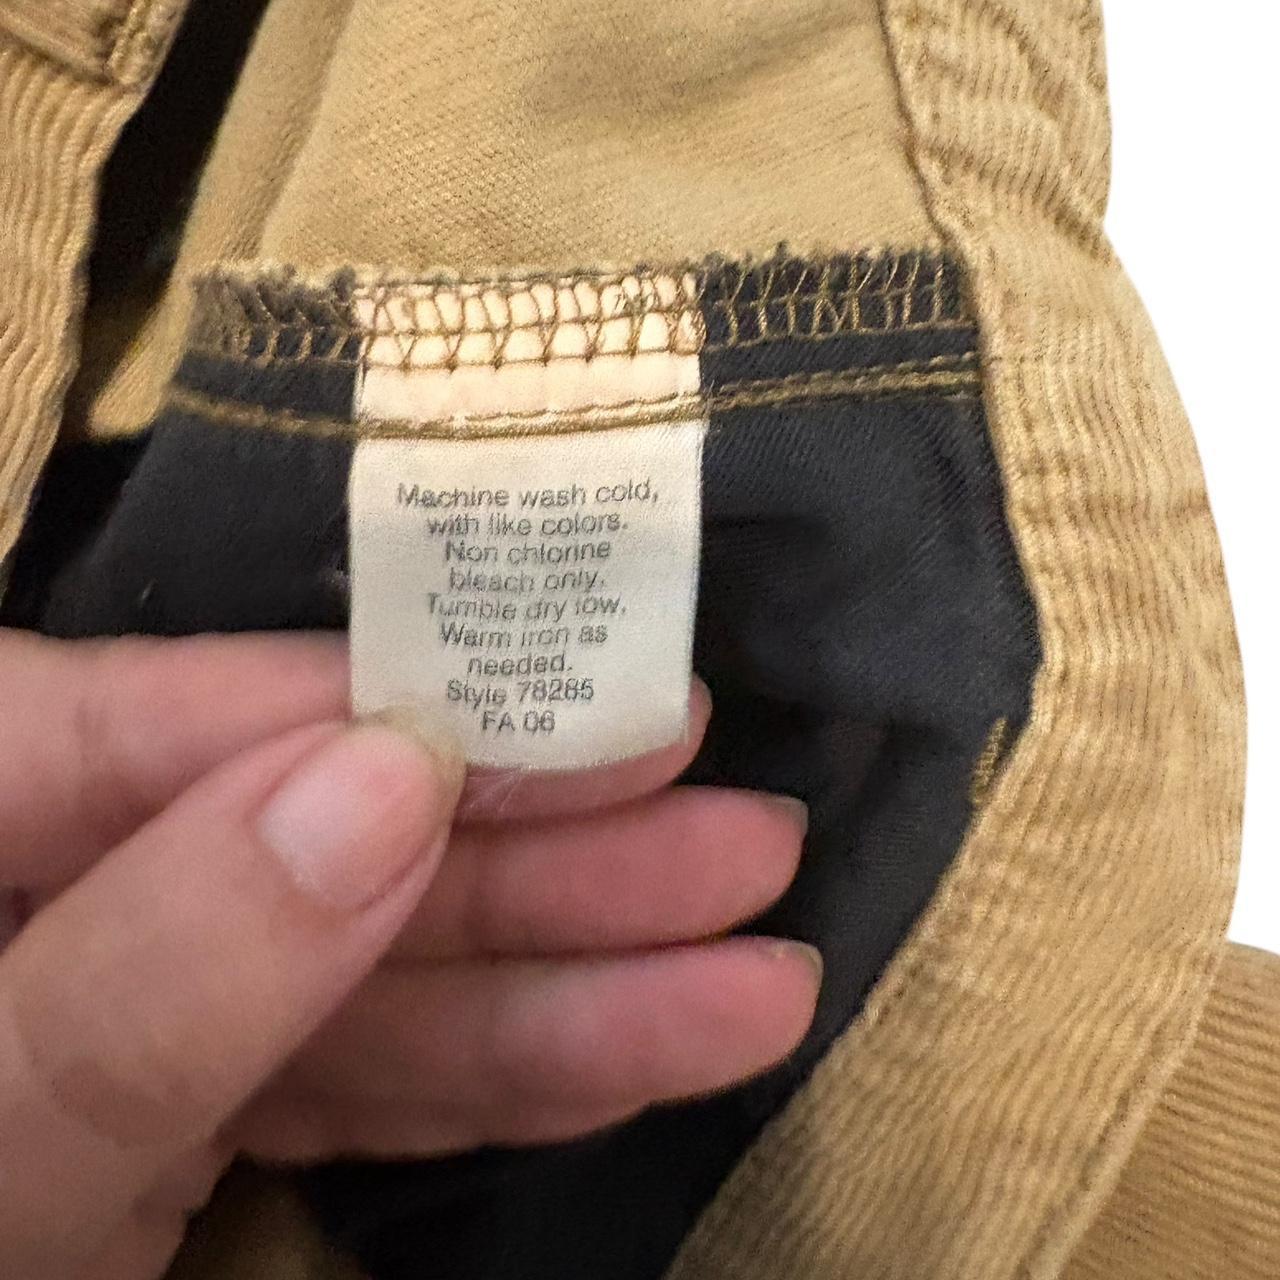 Machine wash cold,
with like colors.
Non chlorine
bleach only.
Tumble dry low.
Warm iron as
needed.
Style 78285
FA 06